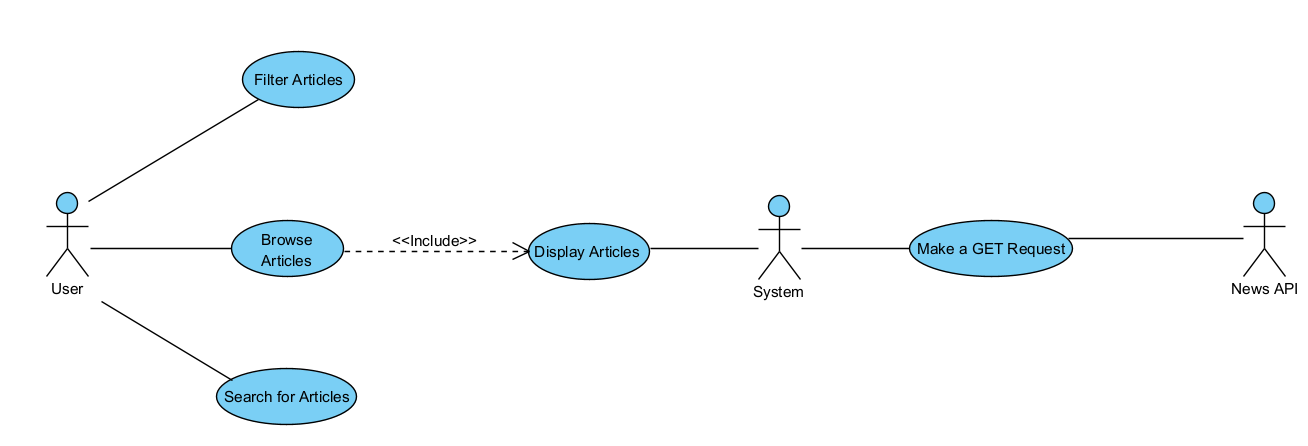 Filter Articles
Browse
Articles
<<Include>>
Display Articles
Make a GET Request
User
System
News API
Search for Articles